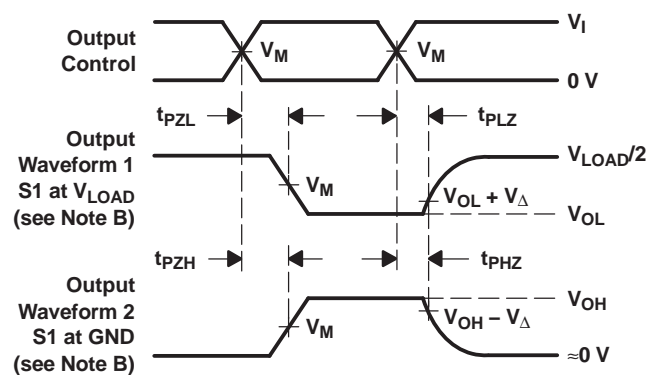 Output
Control
V_M
V_M
V_I
0 V
t_PZL
t_PLZ
Output
Waveform 1
S1 at V_LOAD
(see Note B)
V_M
V_LOAD/2
V_OL + V_Δ
V_OL
t_PZH
t_PHZ
Output
Waveform 2
S1 at GND
(see Note B)
V_M
V_OH
V_OH – V_Δ
≈0 V